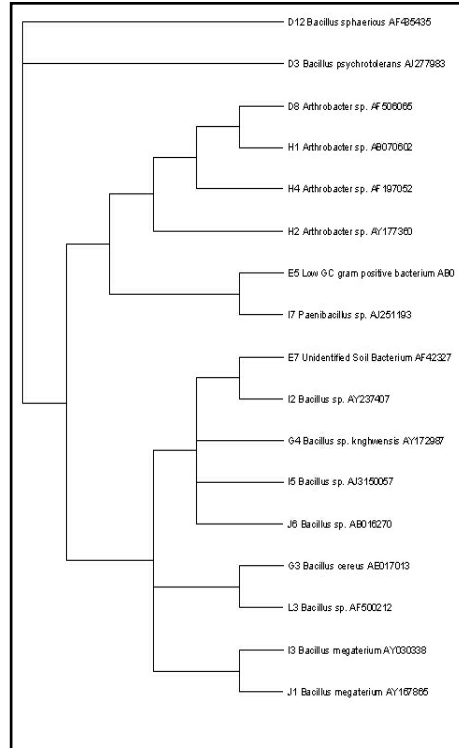 D12 Bacillus sphaericus AF435435
D3 Bacillus psychrotolerans AJ277983
D8 Arthrobacter sp. AF506065
H1 Arthrobacter sp. AB070602
H4 Arthrobacter sp. AF197052
H2 Arthrobacter sp. AY177360
E5 Low GC gram positive bacterium AB0
I7 Paenibacillus sp. AJ251193
E7 Unidentified Soil Bacterium AF42327
I2 Bacillus sp. AY237407
G4 Bacillus sp. knghwensis AY172987
I5 Bacillus sp. AJ3150057
J6 Bacillus sp. AB016270
G3 Bacillus cereus AE017013
L3 Bacillus sp. AF500212
I3 Bacillus megaterium AY030338
J1 Bacillus megaterium AY167865